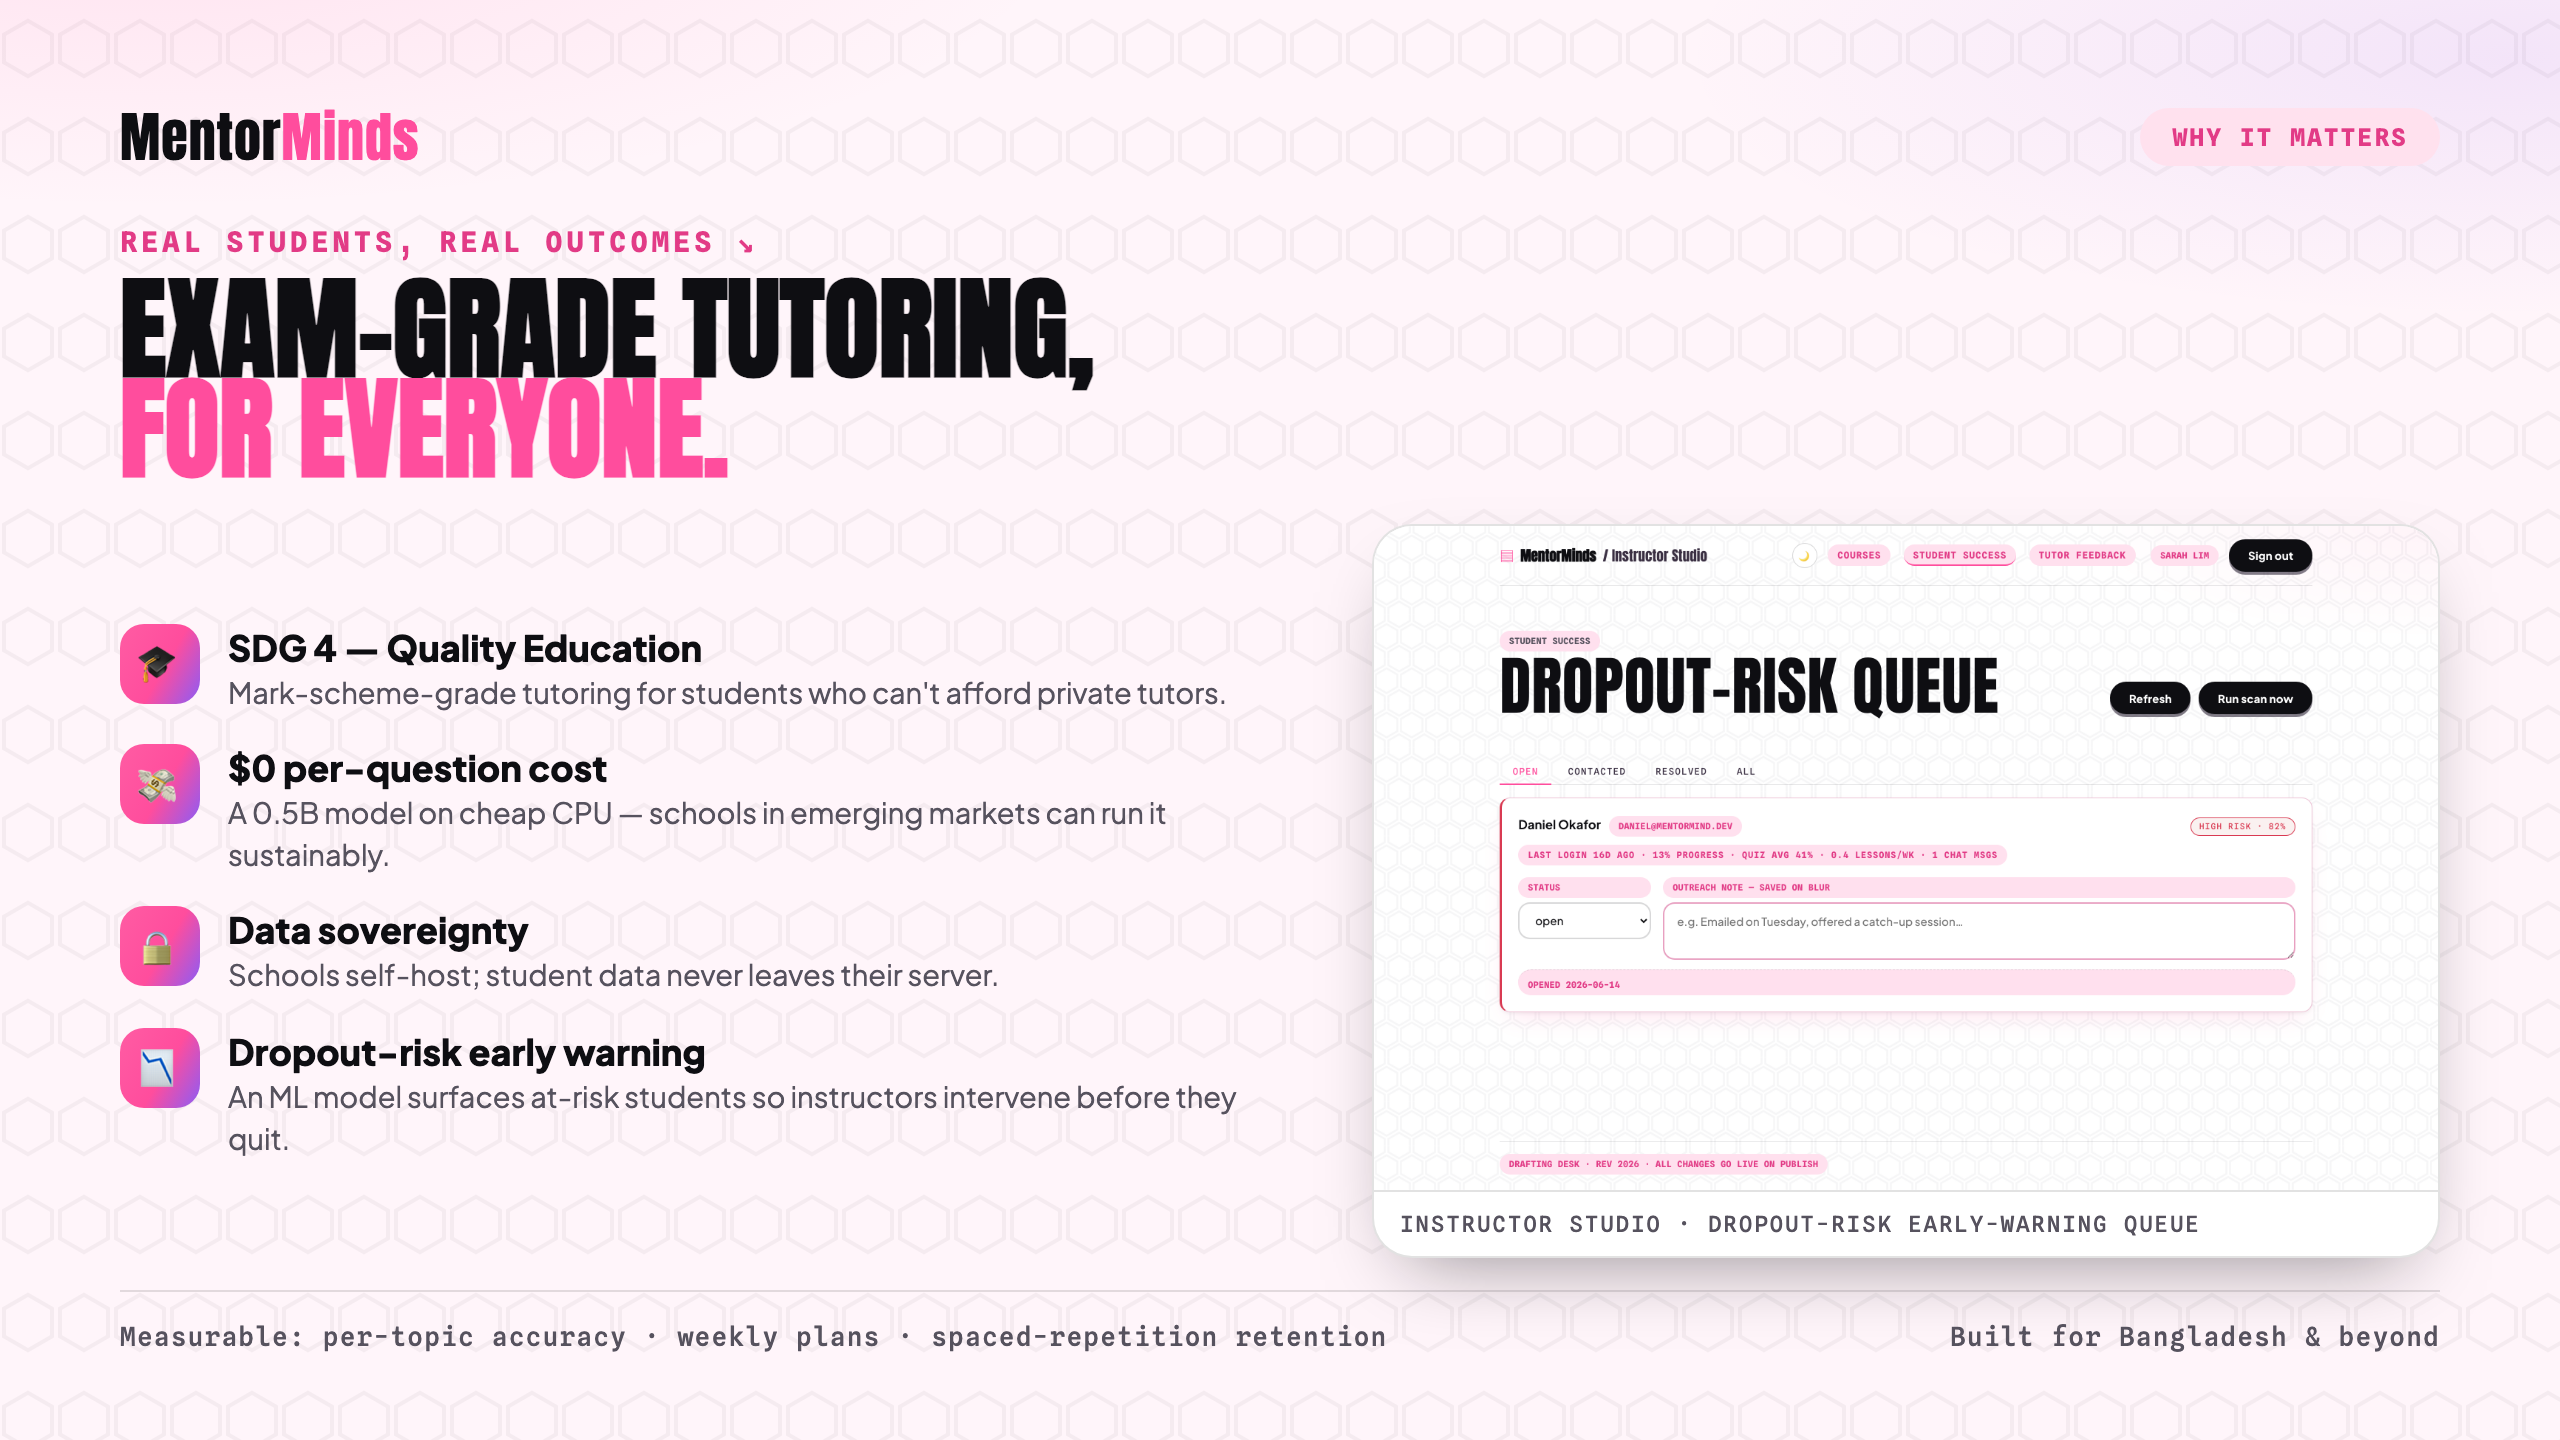 MentorMinds
WHY IT MATTERS
REAL STUDENTS, REAL OUTCOMES ↘
EXAM-GRADE TUTORING,
FOR EVERYONE.
SDG 4 — Quality Education
Mark-scheme-grade tutoring for students who can't afford private tutors.
$0 per-question cost
A 0.5B model on cheap CPU — schools in emerging markets can run it
sustainably.
Data sovereignty
Schools self-host; student data never leaves their server.
Dropout-risk early warning
An ML model surfaces at-risk students so instructors intervene before they
quit.
MentorMinds / Instructor Studio
COURSES
STUDENT SUCCESS
TUTOR FEEDBACK
SARAH LIM
Sign out
STUDENT SUCCESS
DROPOUT-RISK QUEUE
Refresh
Run scan now
OPEN
CONTACTED
RESOLVED
ALL
Daniel Okafor
DANIEL@MENTORMIND.DEV
HIGH RISK · 82%
LAST LOGIN 16D AGO · 13% PROGRESS · QUIZ AVG 41% · 0.4 LESSONS/WK · 1 CHAT MSGS
STATUS
OUTREACH NOTE — SAVED ON BLUR
open
e.g. Emailed on Tuesday, offered a catch-up session...
OPENED 2026-06-14
DRAFTING DESK · REV 2026 · ALL CHANGES GO LIVE ON PUBLISH
INSTRUCTOR STUDIO · DROPOUT-RISK EARLY-WARNING QUEUE
Measurable: per-topic accuracy · weekly plans · spaced-repetition retention
Built for Bangladesh & beyond